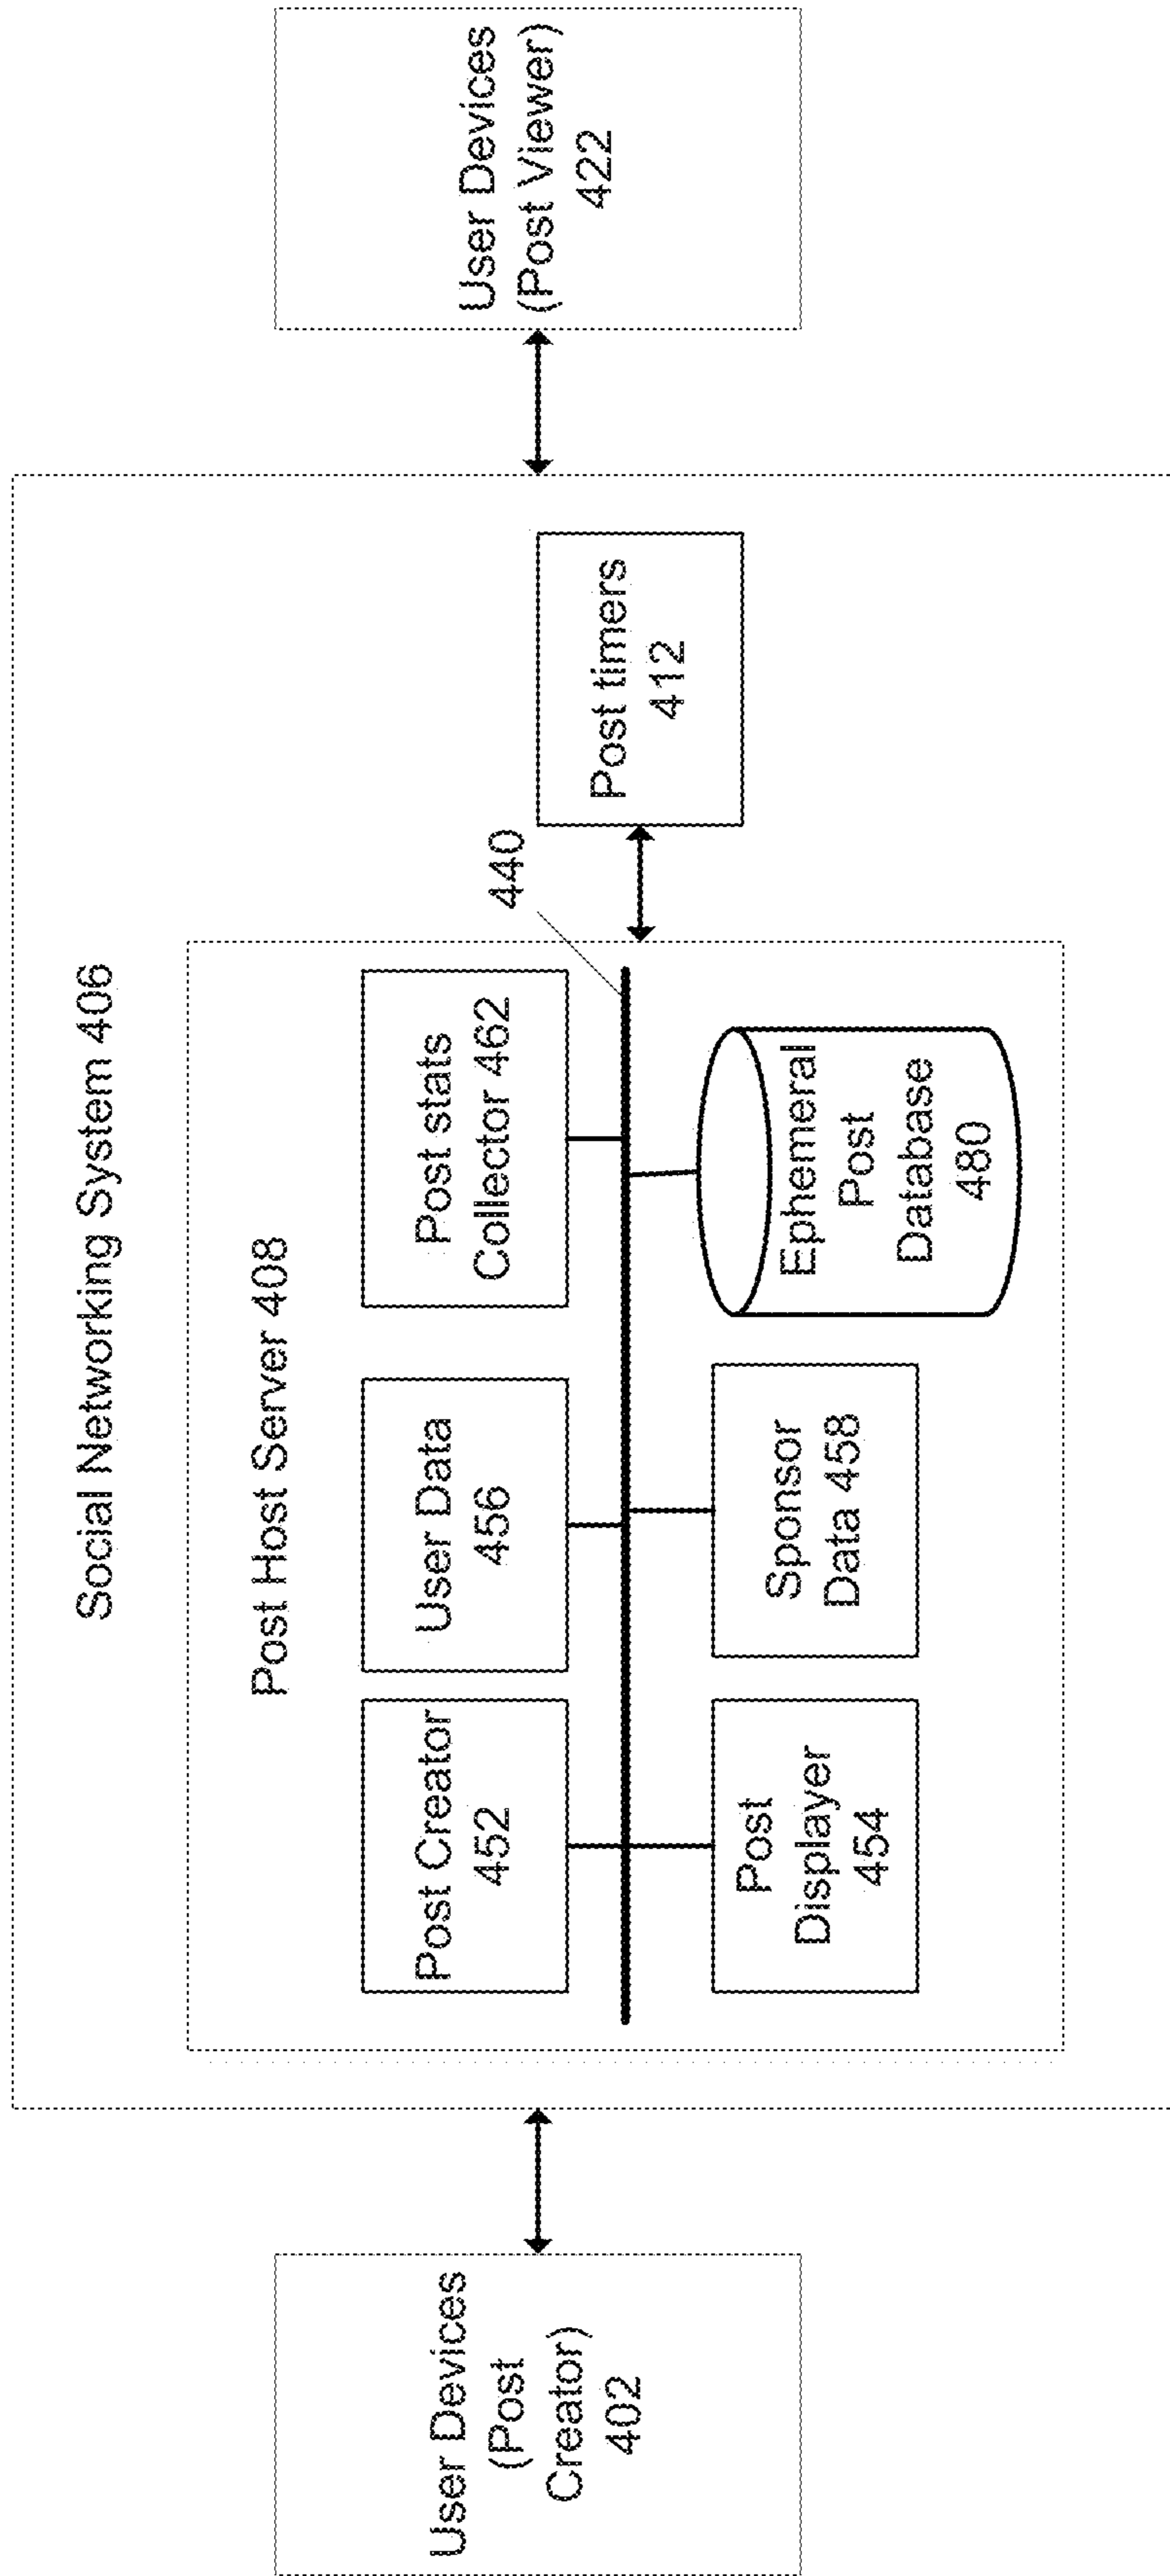 Social Networking System 406
Post Host Server 408
User Devices
(Post
Creator)
402
Post Creator
452
User Data
456
Post stats
Collector 462
440
Post
Displayer
454
Sponsor
Data 458
Ephemeral
Post
Database
480
Post timers
412
User Devices
(Post Viewer)
422